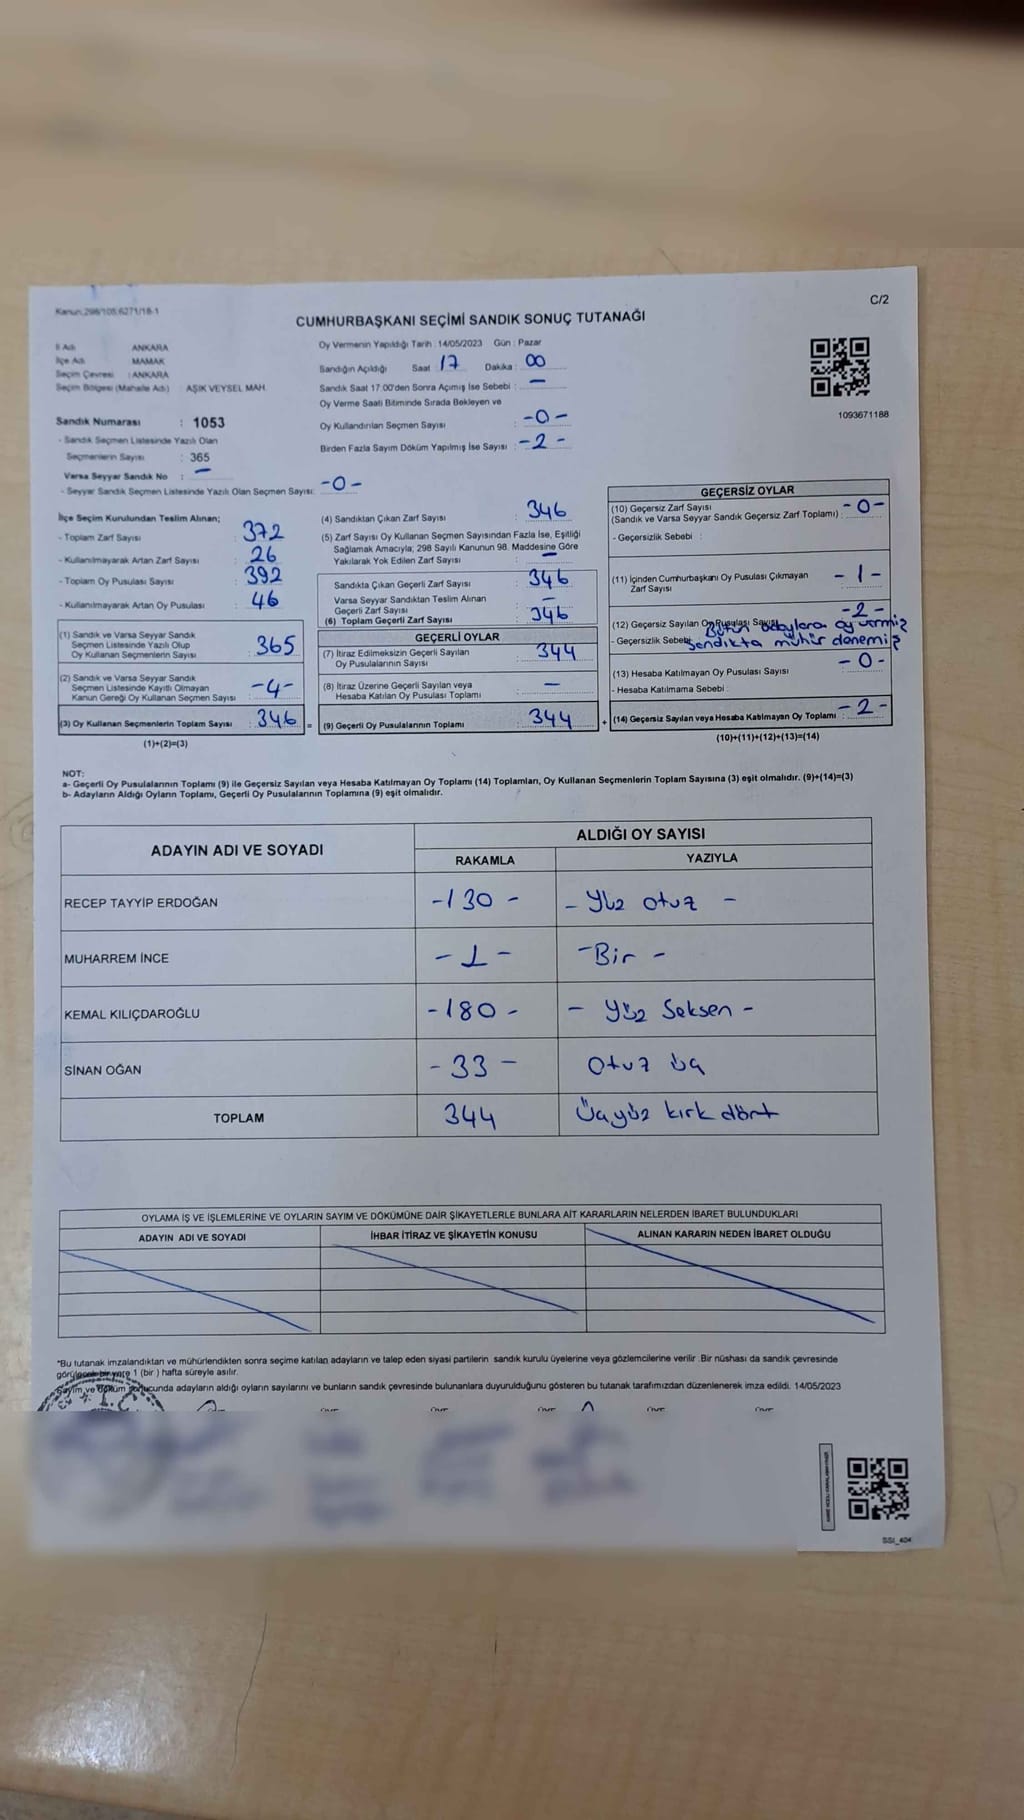 Kanun:298/105;6271/18-1
C/2
CUMHURBAŞKANI SEÇİMİ SANDIK SONUÇ TUTANAĞI
İl Adı ANKARA
İlçe Adı MAMAK
Seçim Çevresi : ANKARA
Seçim Bölgesi (Mahalle Adı) AŞIK VEYSEL MAH.
Sandık Numarası : 1053
- Sandık Seçmen Listesinde Yazılı Olan
Seçmenlerin Sayısı : 365
Varsa Seyyar Sandık No : -
- Seyyar Sandık Seçmen Listesinde Yazılı Olan Seçmen Sayısı: -0-
Oy Vermenin Yapıldığı Tarih : 14/05/2023 Gün : Pazar
Sandığın Açıldığı Saat 17 Dakika : 00
Sandık Saat 17.00'den Sonra Açılmış İse Sebebi : -
Oy Verme Saati Bitiminde Sırada Bekleyen ve
Oy Kullandırılan Seçmen Sayısı : -0-
Birden Fazla Sayım Döküm Yapılmış İse Sayısı : -2-
1093671188
İlçe Seçim Kurulundan Teslim Alınan;
- Toplam Zarf Sayısı : 372
- Kullanılmayarak Artan Zarf Sayısı : 26
- Toplam Oy Pusulası Sayısı : 392
- Kullanılmayarak Artan Oy Pusulası : 46
(1) Sandık ve Varsa Seyyar Sandık
Seçmen Listesinde Yazılı Olup
Oy Kullanan Seçmenlerin Sayısı : 365
(2) Sandık ve Varsa Seyyar Sandık
Seçmen Listesinde Kayıtlı Olmayan
Kanun Gereği Oy Kullanan Seçmen Sayısı : -4-
(3) Oy Kullanan Seçmenlerin Toplam Sayısı : 346 =
(1)+(2)=(3)
(4) Sandıktan Çıkan Zarf Sayısı : 346
(5) Zarf Sayısı Oy Kullanan Seçmen Sayısından Fazla İse, Eşitliği
Sağlamak Amacıyla; 298 Sayılı Kanunun 98. Maddesine Göre
Yakılarak Yok Edilen Zarf Sayısı : -
Sandıkta Çıkan Geçerli Zarf Sayısı : 346
Varsa Seyyar Sandıktan Teslim Alınan
Geçerli Zarf Sayısı : -
(6) Toplam Geçerli Zarf Sayısı : 346
GEÇERLİ OYLAR
(7) İtiraz Edilmeksizin Geçerli Sayılan
Oy Pusulalarının Sayısı : 344
(8) İtiraz Üzerine Geçerli Sayılan veya
Hesaba Katılan Oy Pusulası Toplamı : -
(9) Geçerli Oy Pusulalarının Toplamı : 344 +
GEÇERSİZ OYLAR
(10) Geçersiz Zarf Sayısı
(Sandık ve Varsa Seyyar Sandık Geçersiz Zarf Toplamı) : -0-
- Geçersizlik Sebebi :
(11) İçinden Cumhurbaşkanı Oy Pusulası Çıkmayan
Zarf Sayısı : -1-
(12) Geçersiz Sayılan Oy Pusulası Sayısı : -2-
- Geçersizlik Sebebi : Bütün adaylara oy vermiş
Sandıkta mühür dönemiş
(13) Hesaba Katılmayan Oy Pusulası Sayısı : -0-
- Hesaba Katılmama Sebebi :
(14) Geçersiz Sayılan veya Hesaba Katılmayan Oy Toplamı : -2-
(10)+(11)+(12)+(13)=(14)
NOT:
a- Geçerli Oy Pusulalarının Toplamı (9) ile Geçersiz Sayılan veya Hesaba Katılmayan Oy Toplamı (14) Toplamları, Oy Kullanan Seçmenlerin Toplam Sayısına (3) eşit olmalıdır. (9)+(14)=(3)
b- Adayların Aldığı Oyların Toplamı, Geçerli Oy Pusulalarının Toplamına (9) eşit olmalıdır.
ADAYIN ADI VE SOYADI
ALDIĞI OY SAYISI
RAKAMLA YAZIYLA
RECEP TAYYİP ERDOĞAN -130- - Yüz otuz -
MUHARREM İNCE -1- -Bir-
KEMAL KILIÇDAROĞLU -180- - Yüz Seksen -
SİNAN OĞAN -33- Otuz üç
TOPLAM 344 Üçyüz kırk dört
OYLAMA İŞ VE İŞLEMLERİNE VE OYLARIN SAYIM VE DÖKÜMÜNE DAİR ŞİKAYETLERLE BUNLARA AİT KARARLARIN NELERDEN İBARET BULUNDUKLARI
ADAYIN ADI VE SOYADI İHBAR İTİRAZ VE ŞİKAYETİN KONUSU ALINAN KARARIN NEDEN İBARET OLDUĞU
*Bu tutanak imzalandıktan ve mühürlendikten sonra seçime katılan adayların ve talep eden siyasi partilerin sandık kurulu üyelerine veya gözlemcilerine verilir. Bir nüshası da sandık çevresinde
görülecek bir yere 1 (bir ) hafta süreyle asılır.
Sayım ve döküm sonucunda adayların aldığı oyların sayılarını ve bunların sandık çevresinde bulunanlara duyurulduğunu gösteren bu tutanak tarafımızdan düzenlenerek imza edildi. 14/05/2023
SSI_404